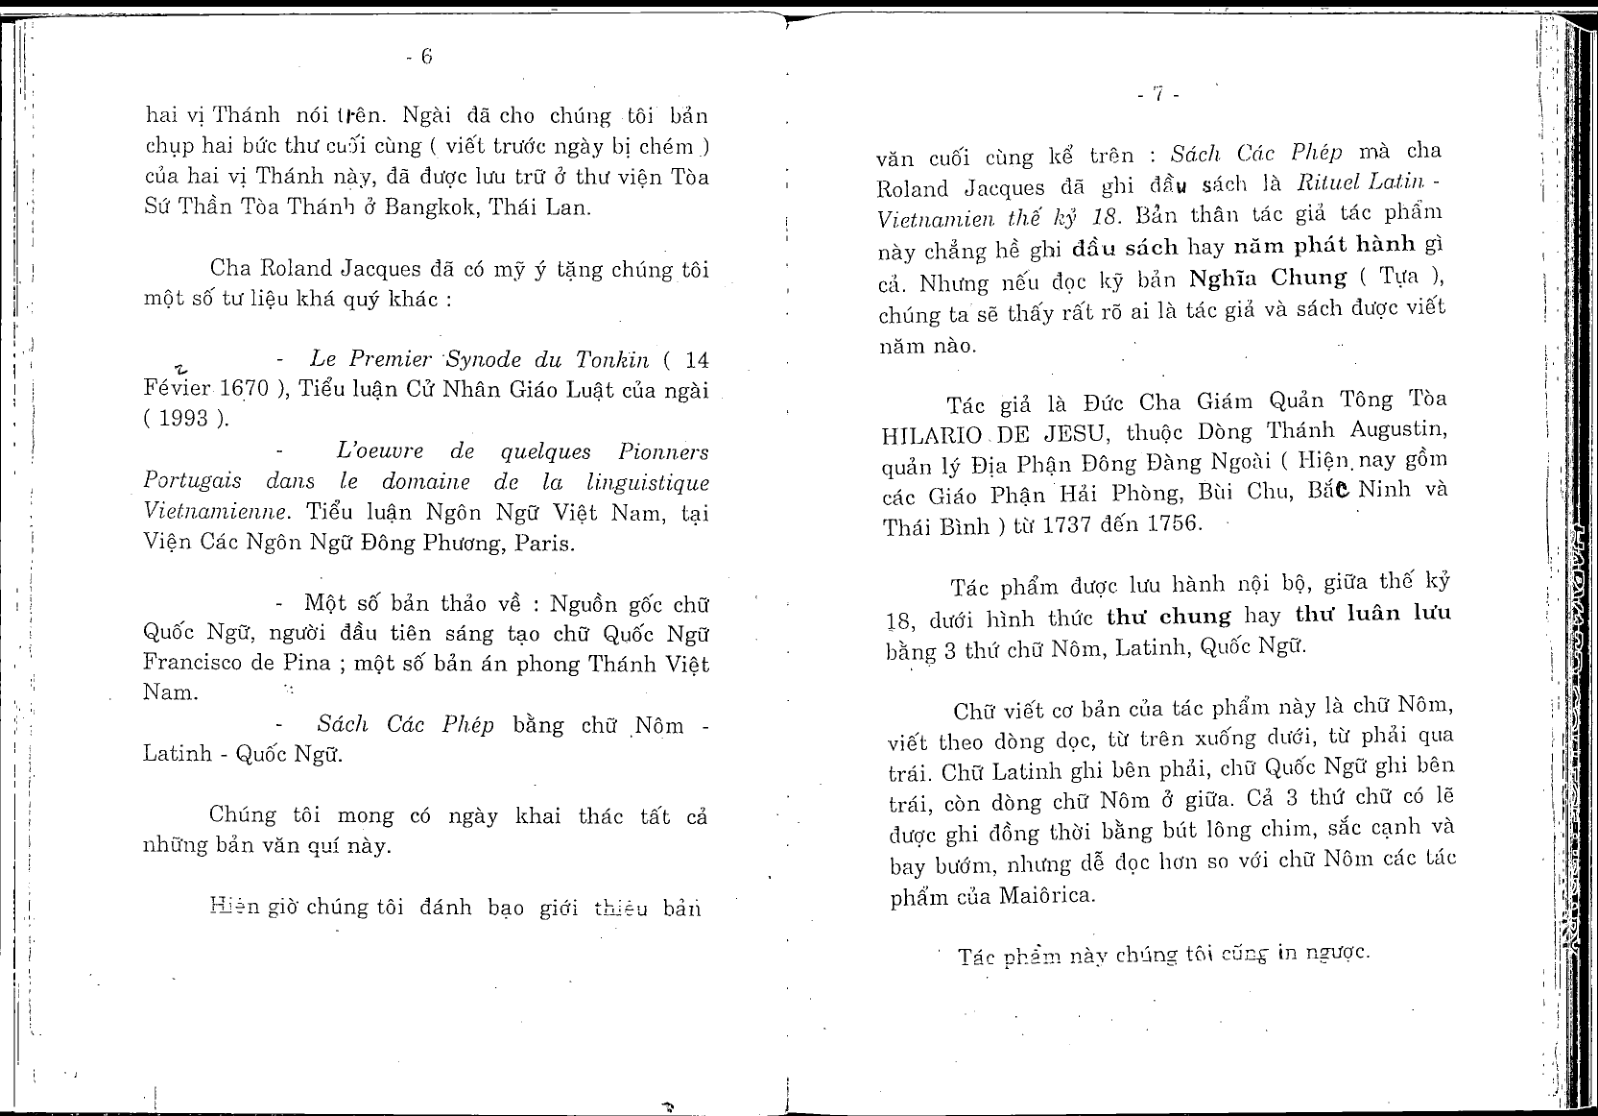 - 6
hai vị Thánh nói trên. Ngài đã cho chúng tôi bản
chụp hai bức thư cuối cùng ( viết trước ngày bị chém )
của hai vị Thánh này, đã được lưu trữ ở thư viện Tòa
Sứ Thần Tòa Thánh ở Bangkok, Thái Lan.
Cha Roland Jacques đã có mỹ ý tặng chúng tôi
một số tư liệu khá quý khác :
- Le Premier Synode du Tonkin ( 14
Février 1670 ), Tiểu luận Cử Nhân Giáo Luật của ngài
( 1993 ).
- L'oeuvre de quelques Pionners
Portugais dans le domaine de la linguistique
Vietnamienne. Tiểu luận Ngôn Ngữ Việt Nam, tại
Viện Các Ngôn Ngữ Đông Phương, Paris.
- Một số bản thảo về : Nguồn gốc chữ
Quốc Ngữ, người đầu tiên sáng tạo chữ Quốc Ngữ
Francisco de Pina ; một số bản án phong Thánh Việt
Nam.
- Sách Các Phép bằng chữ Nôm -
Latinh - Quốc Ngữ.
Chúng tôi mong có ngày khai thác tất cả
những bản văn quí này.
Hiện giờ chúng tôi đánh bạo giới thiệu bản
- 7 -
văn cuối cùng kể trên : Sách Các Phép mà cha
Roland Jacques đã ghi đầu sách là Rituel Latin -
Vietnamien thế kỷ 18. Bản thân tác giả tác phẩm
này chẳng hề ghi đầu sách hay năm phát hành gì
cả. Nhưng nếu đọc kỹ bản Nghĩa Chung ( Tựa ),
chúng ta sẽ thấy rất rõ ai là tác giả và sách được viết
năm nào.
Tác giả là Đức Cha Giám Quản Tông Tòa
HILARIO DE JESU, thuộc Dòng Thánh Augustin,
quản lý Địa Phận Đông Đàng Ngoài ( Hiện nay gồm
các Giáo Phận Hải Phòng, Bùi Chu, Bắc Ninh và
Thái Bình ) từ 1737 đến 1756.
Tác phẩm được lưu hành nội bộ, giữa thế kỷ
18, dưới hình thức thư chung hay thư luân lưu
bằng 3 thứ chữ Nôm, Latinh, Quốc Ngữ.
Chữ viết cơ bản của tác phẩm này là chữ Nôm,
viết theo dòng dọc, từ trên xuống dưới, từ phải qua
trái. Chữ Latinh ghi bên phải, chữ Quốc Ngữ ghi bên
trái, còn dòng chữ Nôm ở giữa. Cả 3 thứ chữ có lẽ
được ghi đồng thời bằng bút lông chim, sắc cạnh và
bay bướm, nhưng dễ đọc hơn so với chữ Nôm các tác
phẩm của Maiôrica.
Tác phẩm này chúng tôi cũng in ngược.